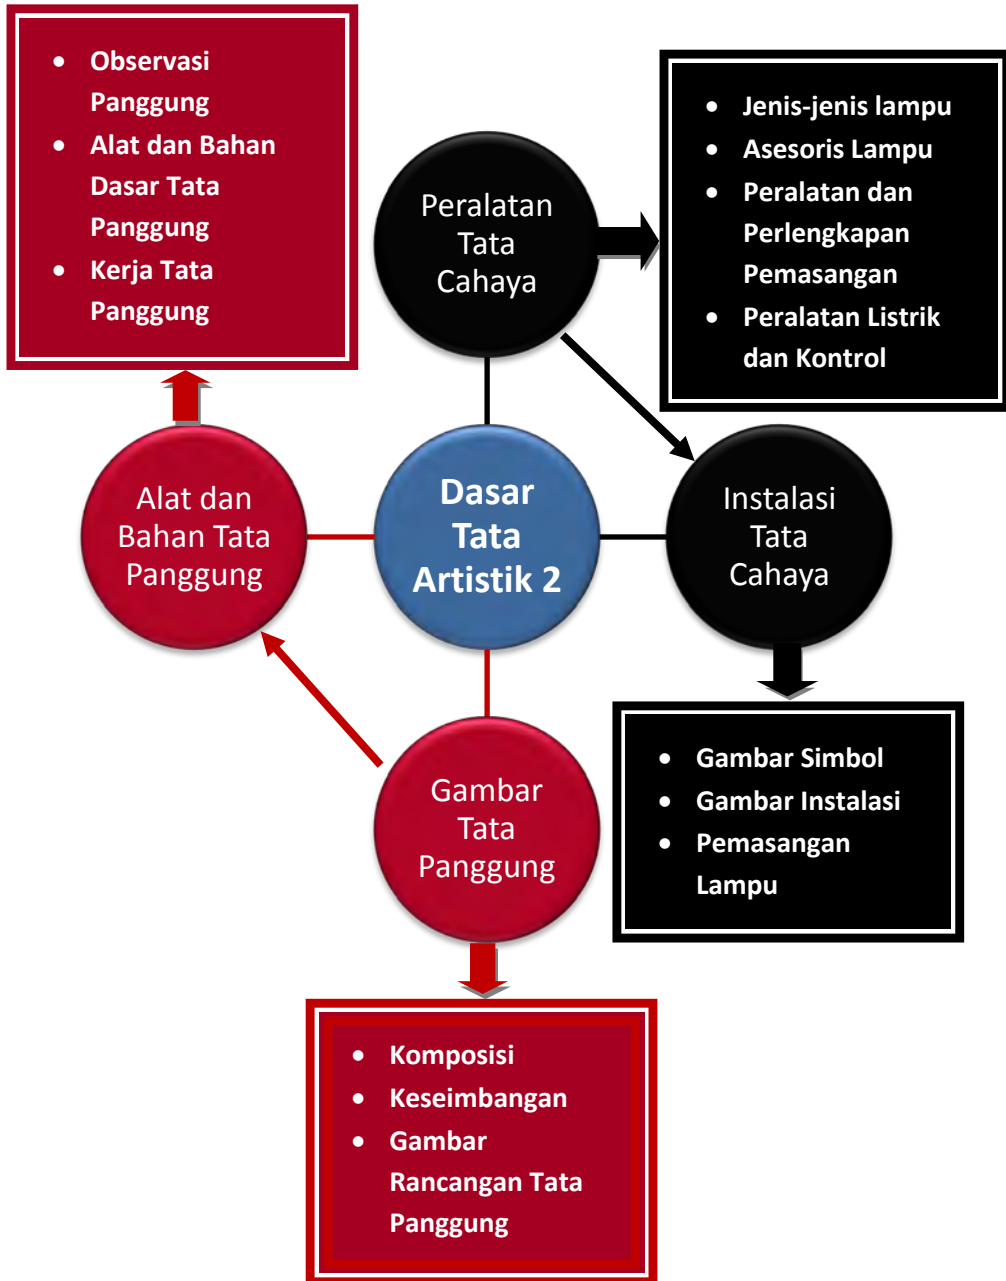 • Observasi
Panggung
• Alat dan Bahan
Dasar Tata
Panggung
• Kerja Tata
Panggung
Peralatan
Tata
Cahaya
• Jenis-jenis lampu
• Asesoris Lampu
• Peralatan dan
Perlengkapan
Pemasangan
• Peralatan Listrik
dan Kontrol
Alat dan
Bahan Tata
Panggung
Dasar
Tata
Artistik 2
Instalasi
Tata
Cahaya
Gambar
Tata
Panggung
• Gambar Simbol
• Gambar Instalasi
• Pemasangan
Lampu
• Komposisi
• Keseimbangan
• Gambar
Rancangan Tata
Panggung